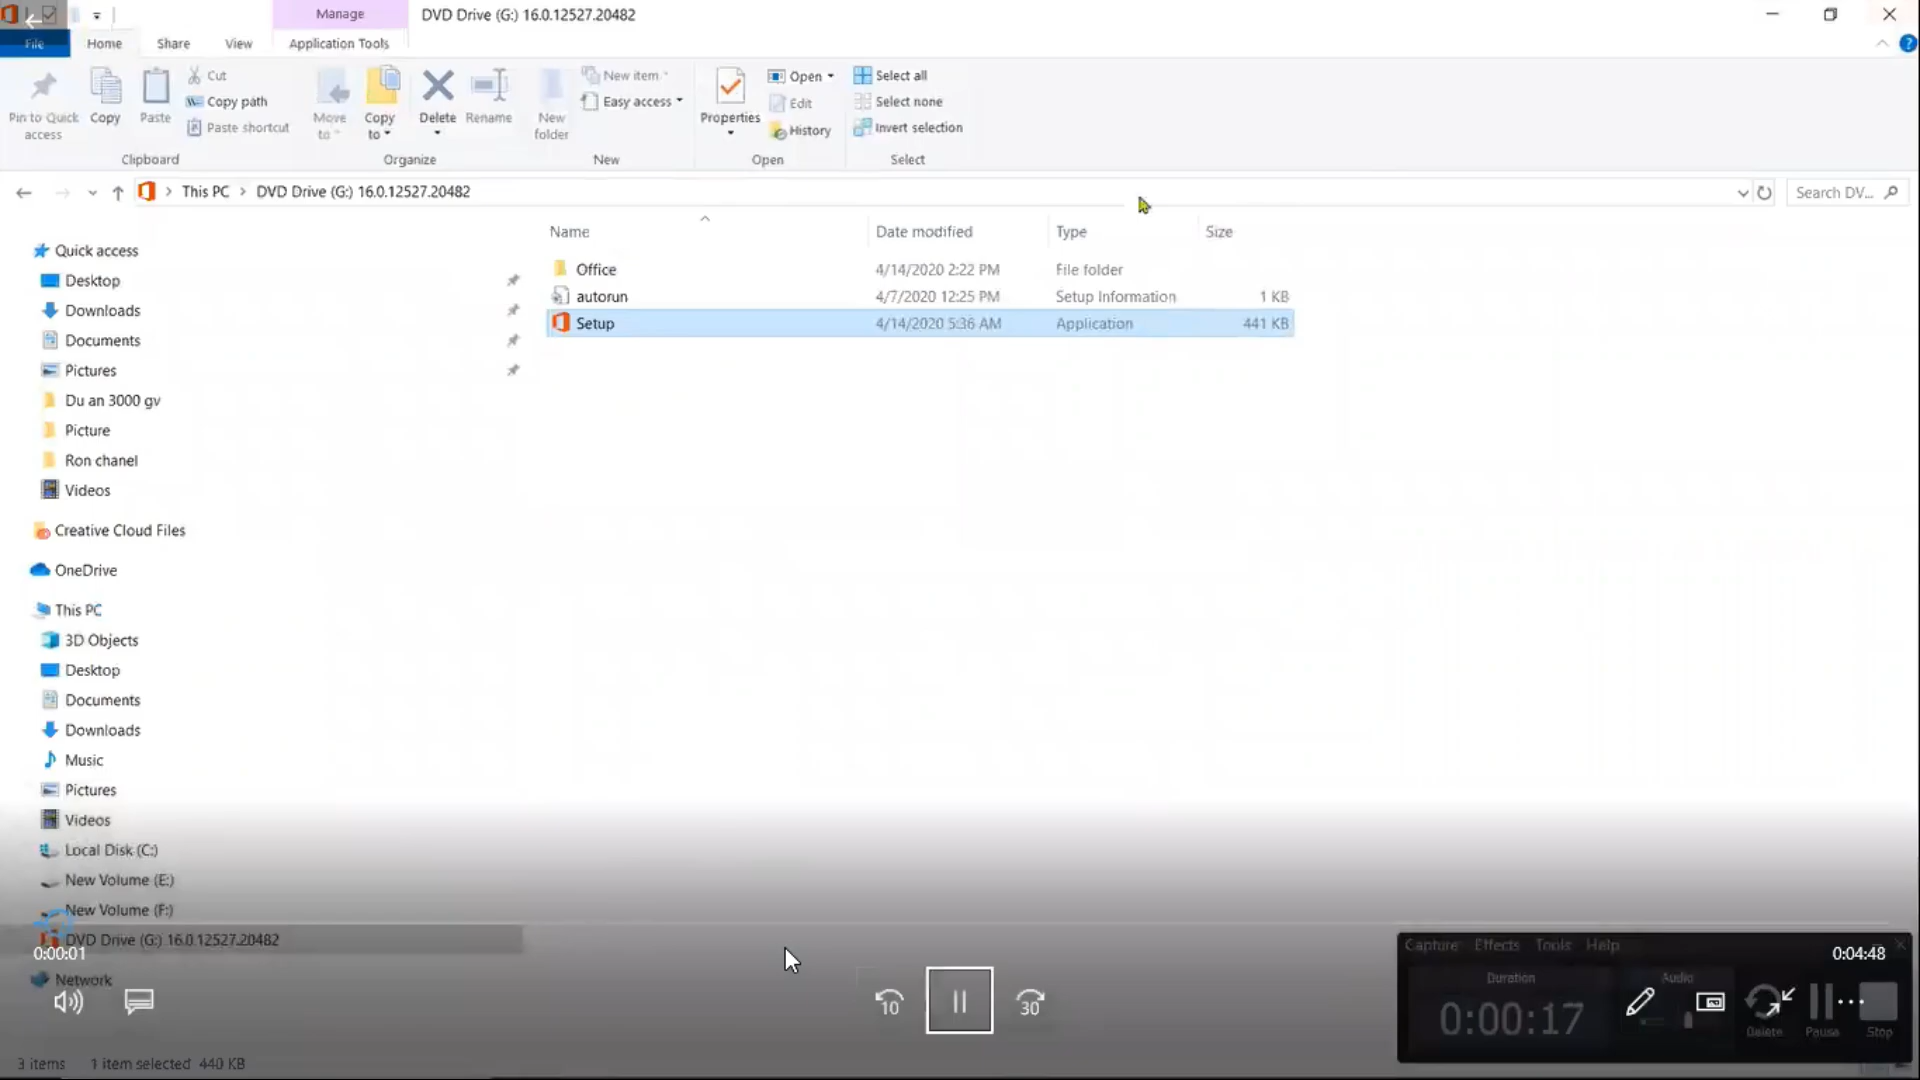 Manage
DVD Drive (G:) 16.0.12527.20482
File
Home
Share
View
Application Tools
Pin to Quick access
Copy
Paste
Cut
Copy path
Paste shortcut
Clipboard
Move to
Copy to
Delete
Rename
Organize
New folder
New item
Easy access
New
Properties
Open
Edit
History
Open
Select all
Select none
Invert selection
Select
This PC > DVD Drive (G:) 16.0.12527.20482
Search DV...
Name Date modified Type Size
Office 4/14/2020 2:22 PM File folder
autorun 4/7/2020 12:25 PM Setup Information 1 KB
Setup 4/14/2020 5:36 AM Application 441 KB
Quick access
Desktop
Downloads
Documents
Pictures
Du an 3000 gv
Picture
Ron chanel
Videos
Creative Cloud Files
OneDrive
This PC
3D Objects
Desktop
Documents
Downloads
Music
Pictures
Videos
Local Disk (C:)
New Volume (E:)
New Volume (F:)
DVD Drive (G:) 16.0.12527.20482
Network
0:00:01
10
30
Capture Effects Tools Help
0:04:48
Duration
Audio
0:00:17
Delete
Pause
Stop
3 items 1 item selected 440 KB